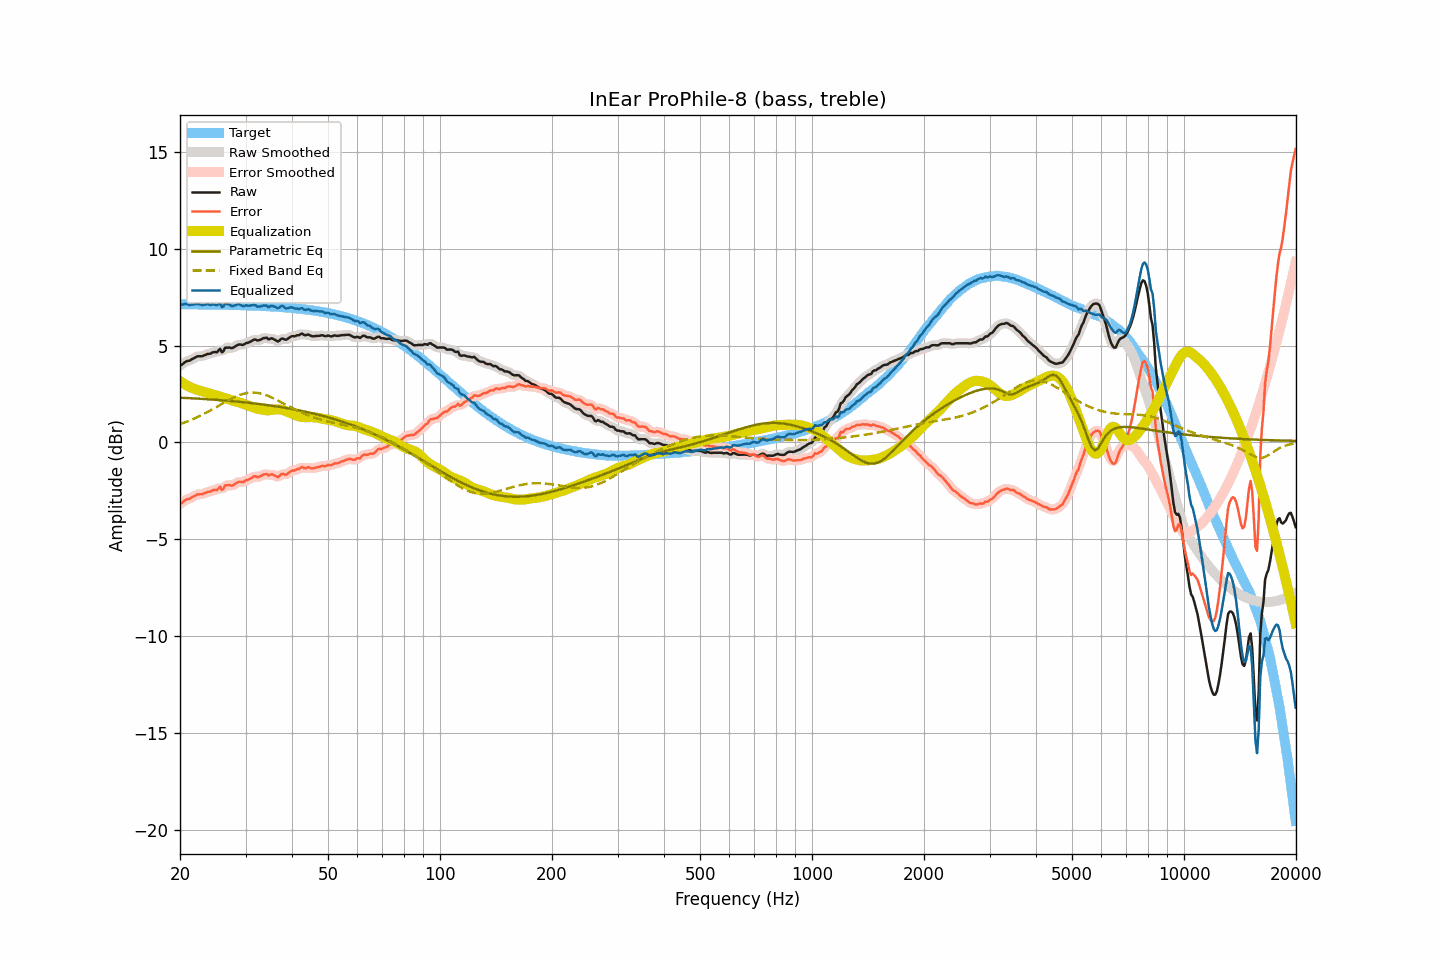 InEar ProPhile-8 (bass, treble)
Target
Raw Smoothed
Error Smoothed
Raw
Error
Equalization
Parametric Eq
Fixed Band Eq
Equalized
15
10
5
0
−5
−10
−15
−20
Amplitude (dBr)
20 50 100 200 500 1000 2000 5000 10000 20000
Frequency (Hz)